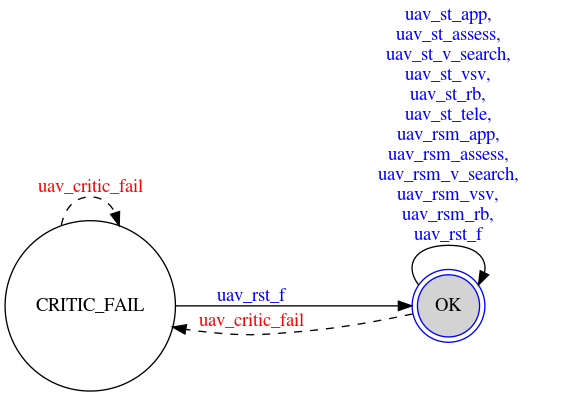 uav_st_app,
uav_st_assess,
uav_st_v_search,
uav_st_vsv,
uav_st_rb,
uav_st_tele,
uav_rsm_app,
uav_rsm_assess,
uav_rsm_v_search,
uav_rsm_vsv,
uav_rsm_rb,
uav_rst_f
uav_critic_fail
CRITIC_FAIL
uav_rst_f
uav_critic_fail
OK